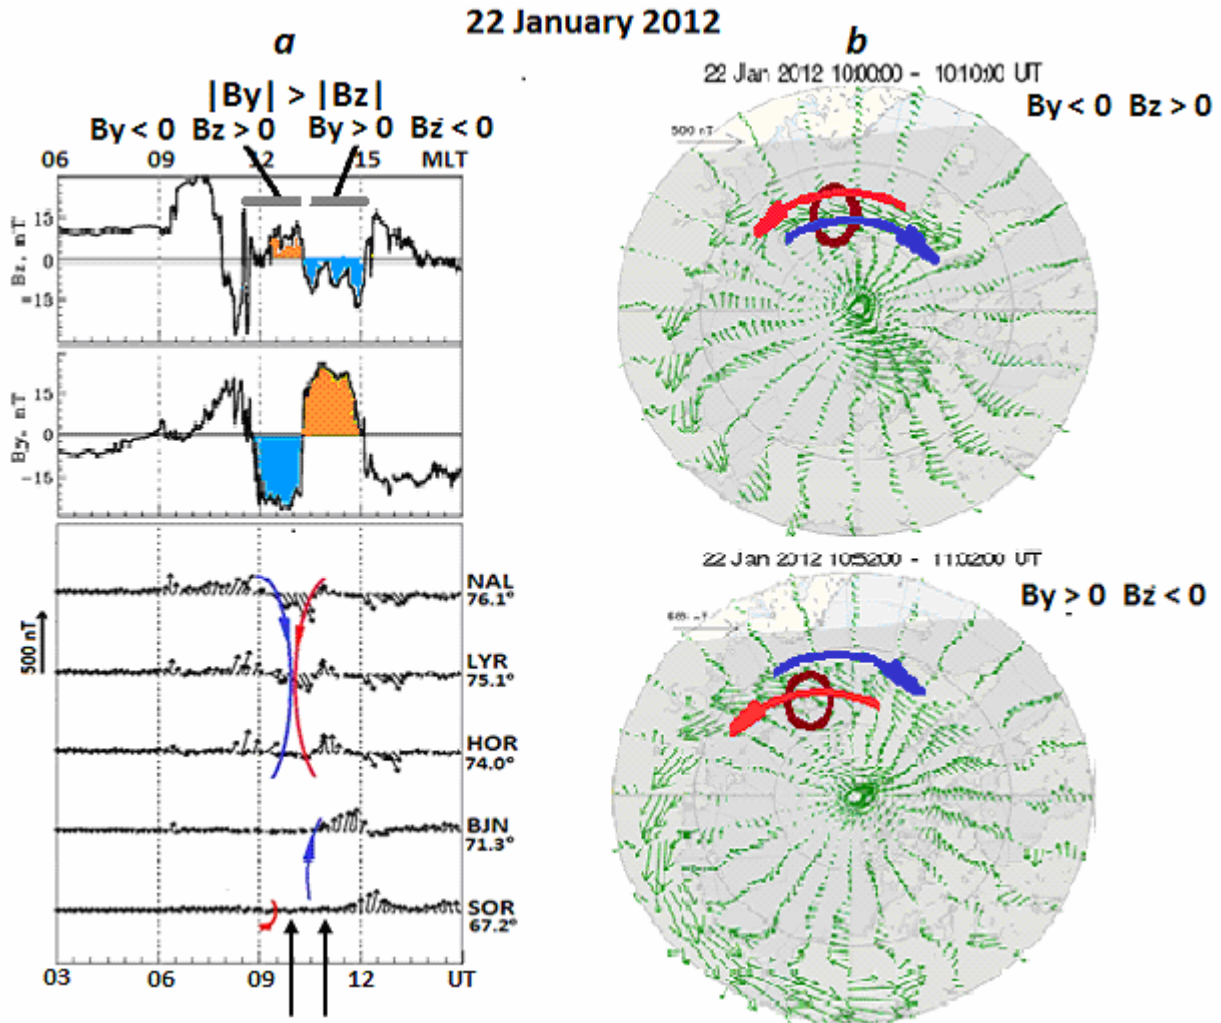 22 January 2012
a
b
|By| > |Bz|
By < 0 Bz > 0 By > 0 Bz < 0
06 09 12 15 MLT
15
0
-15
Bz, nT
15
0
-15
By, nT
500 nT
NAL
76.1°
LYR
75.1°
HOR
74.0°
BJN
71.3°
SOR
67.2°
03 06 09 12 UT
22 Jan 2012 10:00:00 - 10:10:00 UT
By < 0 Bz > 0
500 nT
22 Jan 2012 10:52:00 - 11:02:00 UT
By > 0 Bz < 0